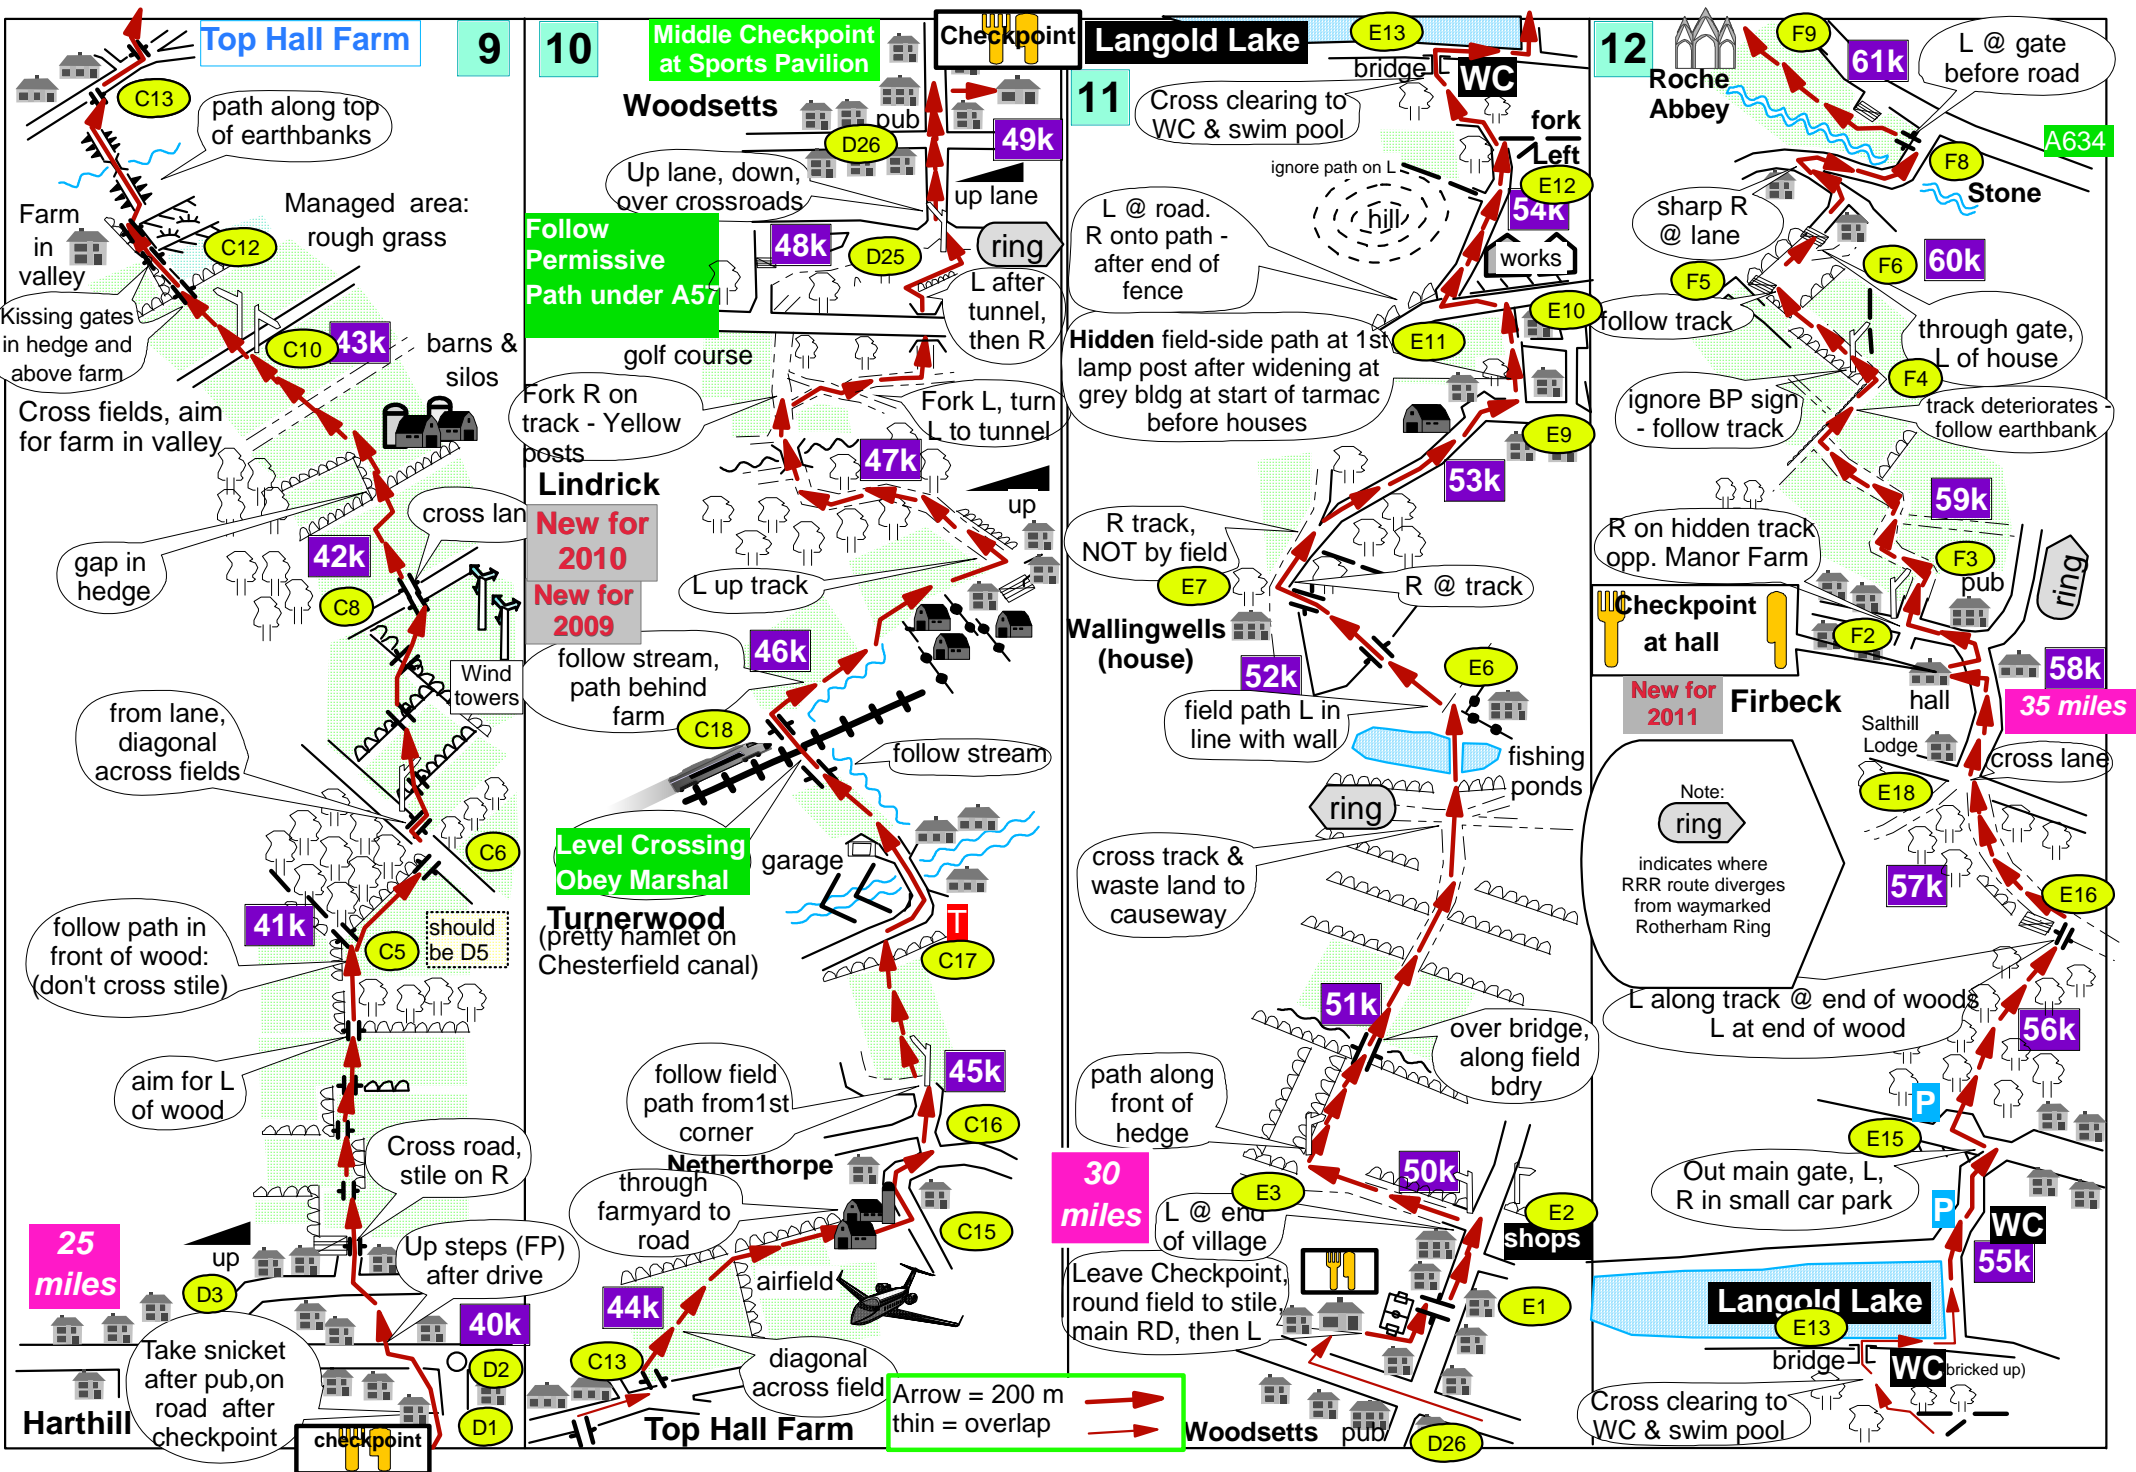 Top Hall Farm
9
C13
path along top
of earthbanks
Farm
in
valley
Managed area:
rough grass
C12
Kissing gates
in hedge and
above farm
C10
43k
barns &
silos
Cross fields, aim
for farm in valley
cross lan
gap in
hedge
42k
C8
Wind
towers
from lane,
diagonal
across fields
C6
41k
follow path in
front of wood:
(don't cross stile)
C5
should
be D5
aim for L
of wood
Cross road,
stile on R
25
miles
up
Up steps (FP)
after drive
D3
40k
Take snicket
after pub,on
road after
checkpoint
D2
D1
Harthill
checkpoint
10
Middle Checkpoint
at Sports Pavilion
Checkpoint
Woodsetts
pub
49k
D26
Up lane, down,
over crossroads
up lane
Follow
Permissive
Path under A57
48k
D25
ring
L after
tunnel,
then R
golf course
Fork R on
track - Yellow
posts
Fork L, turn
L to tunnel
Lindrick
47k
up
New for
2010
New for
2009
L up track
follow stream,
path behind
farm
46k
C18
follow stream
Level Crossing
Obey Marshal
garage
Turnerwood
(pretty hamlet on
Chesterfield canal)
T
C17
follow field
path from1st
corner
45k
C16
Netherthorpe
through
farmyard to
road
C15
airfield
44k
C13
diagonal
across field
Top Hall Farm
Arrow = 200 m
thin = overlap
Langold Lake
E13
11
bridge
WC
Cross clearing to
WC & swim pool
fork
Left
ignore path on L
E12
54k
hill
L @ road.
R onto path -
after end of
fence
works
E10
E11
Hidden field-side path at 1st
lamp post after widening at
grey bldg at start of tarmac
before houses
E9
53k
R track,
NOT by field
E7
R @ track
Wallingwells
(house)
52k
E6
field path L in
line with wall
fishing
ponds
ring
cross track &
waste land to
causeway
51k
over bridge,
along field
bdry
path along
front of
hedge
30
miles
50k
E3
E2
shops
L @ end
of village
Leave Checkpoint,
round field to stile,
main RD, then L
E1
Woodsetts
pub
D26
12
F9
61k
L @ gate
before road
Roche
Abbey
A634
F8
Stone
sharp R
@ lane
F6
60k
F5
follow track
through gate,
L of house
F4
ignore BP sign
- follow track
track deteriorates -
follow earthbank
59k
R on hidden track
opp. Manor Farm
F3
pub
ring
Checkpoint
at hall
F2
58k
hall
New for
2011
Firbeck
35 miles
Salthill
Lodge
cross lane
E18
Note:
ring
indicates where
RRR route diverges
from waymarked
Rotherham Ring
57k
E16
L along track @ end of woods
L at end of wood
56k
P
E15
Out main gate, L,
R in small car park
P
WC
55k
Langold Lake
E13
bridge
WC
bricked up)
Cross clearing to
WC & swim pool